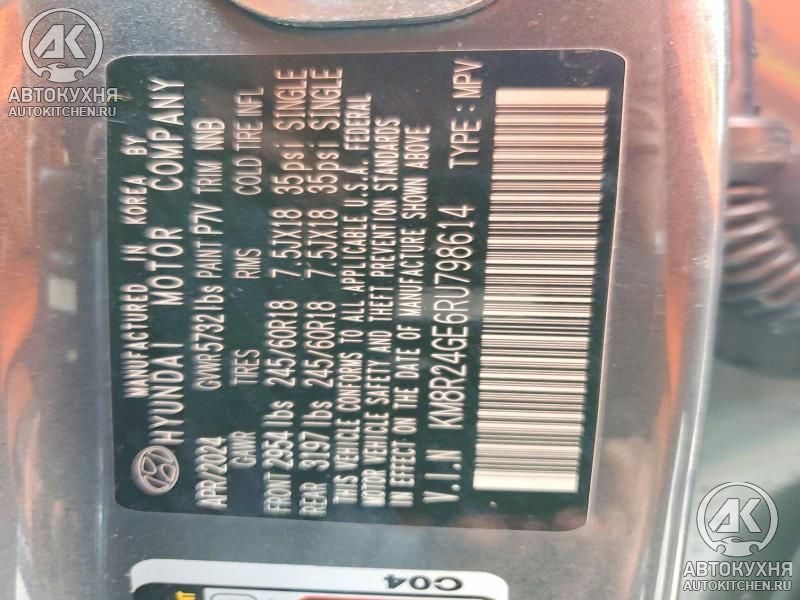 AK
АВТОКУХНЯ
AUTOKITCHEN.RU
MANUFACTURED IN KOREA BY
HYUNDAI MOTOR COMPANY
APR/2024 GVWR 5732 lbs PAINT P7V TRIM NNB
GAWR TIRES RMS COLD TIRE INFL
FRONT 2954 lbs 245/60R18 7.5JX18 35psi SINGLE
REAR 3197 lbs 245/60R18 7.5JX18 35psi SINGLE
THIS VEHICLE CONFORMS TO ALL APPLICABLE U.S.A. FEDERAL
MOTOR VEHICLE SAFETY AND THEFT PREVENTION STANDARDS
IN EFFECT ON THE DATE OF MANUFACTURE SHOWN ABOVE
V.I.N KM8R24GE6RU798614 TYPE : MPV
C04
AK
АВТОКУХНЯ
AUTOKITCHEN.RU